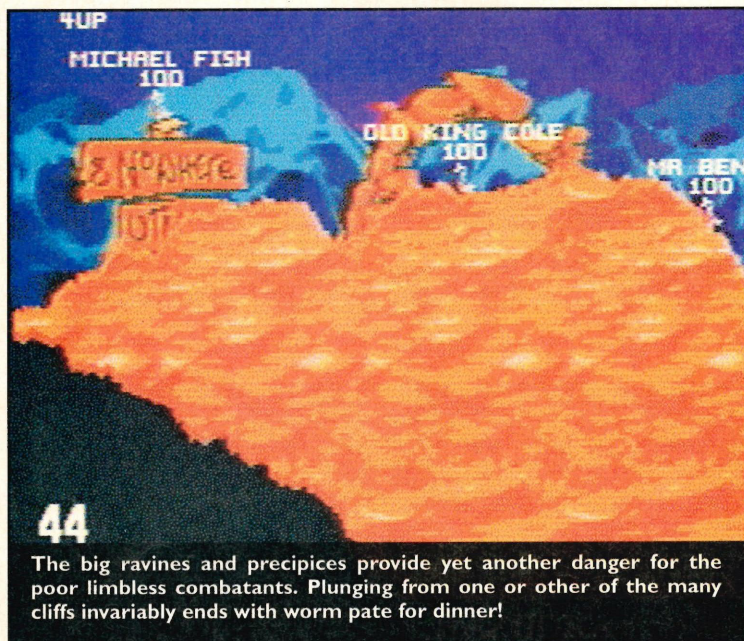 4UP
MICHAEL FISH
100
OLD KING COLE
100
MR BEN
100
& NOWHERE
44
The big ravines and precipices provide yet another danger for the
poor limbless combatants. Plunging from one or other of the many
cliffs invariably ends with worm pate for dinner!